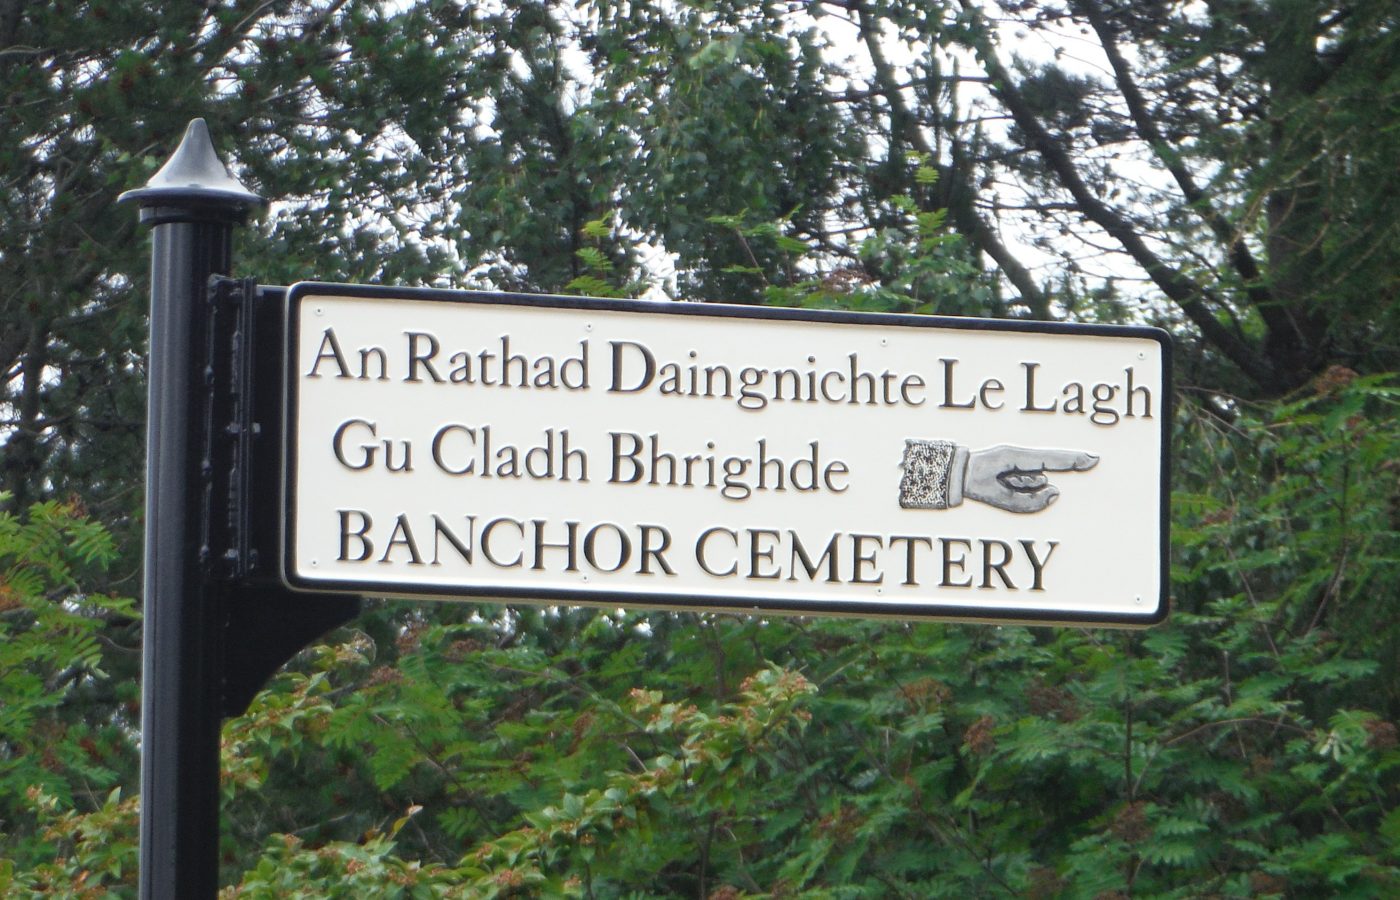 An Rathad Daingnichte Le Lagh
Gu Cladh Bhrighde
BANCHOR CEMETERY